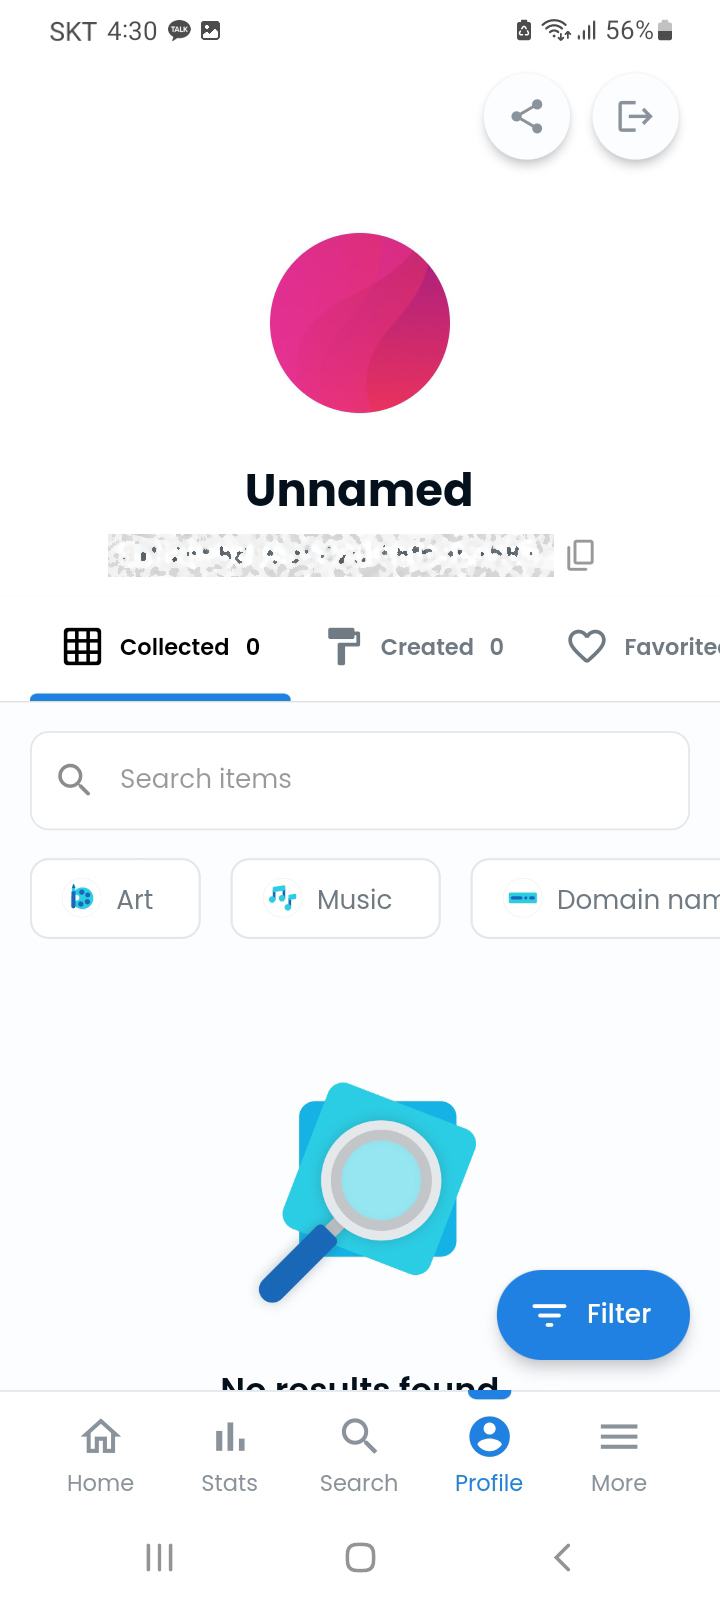 SKT 4:30 TALK 56%
Unnamed
Collected 0 Created 0 Favorite
Search items
Art Music Domain nam
No results found
Filter
Home Stats Search Profile More